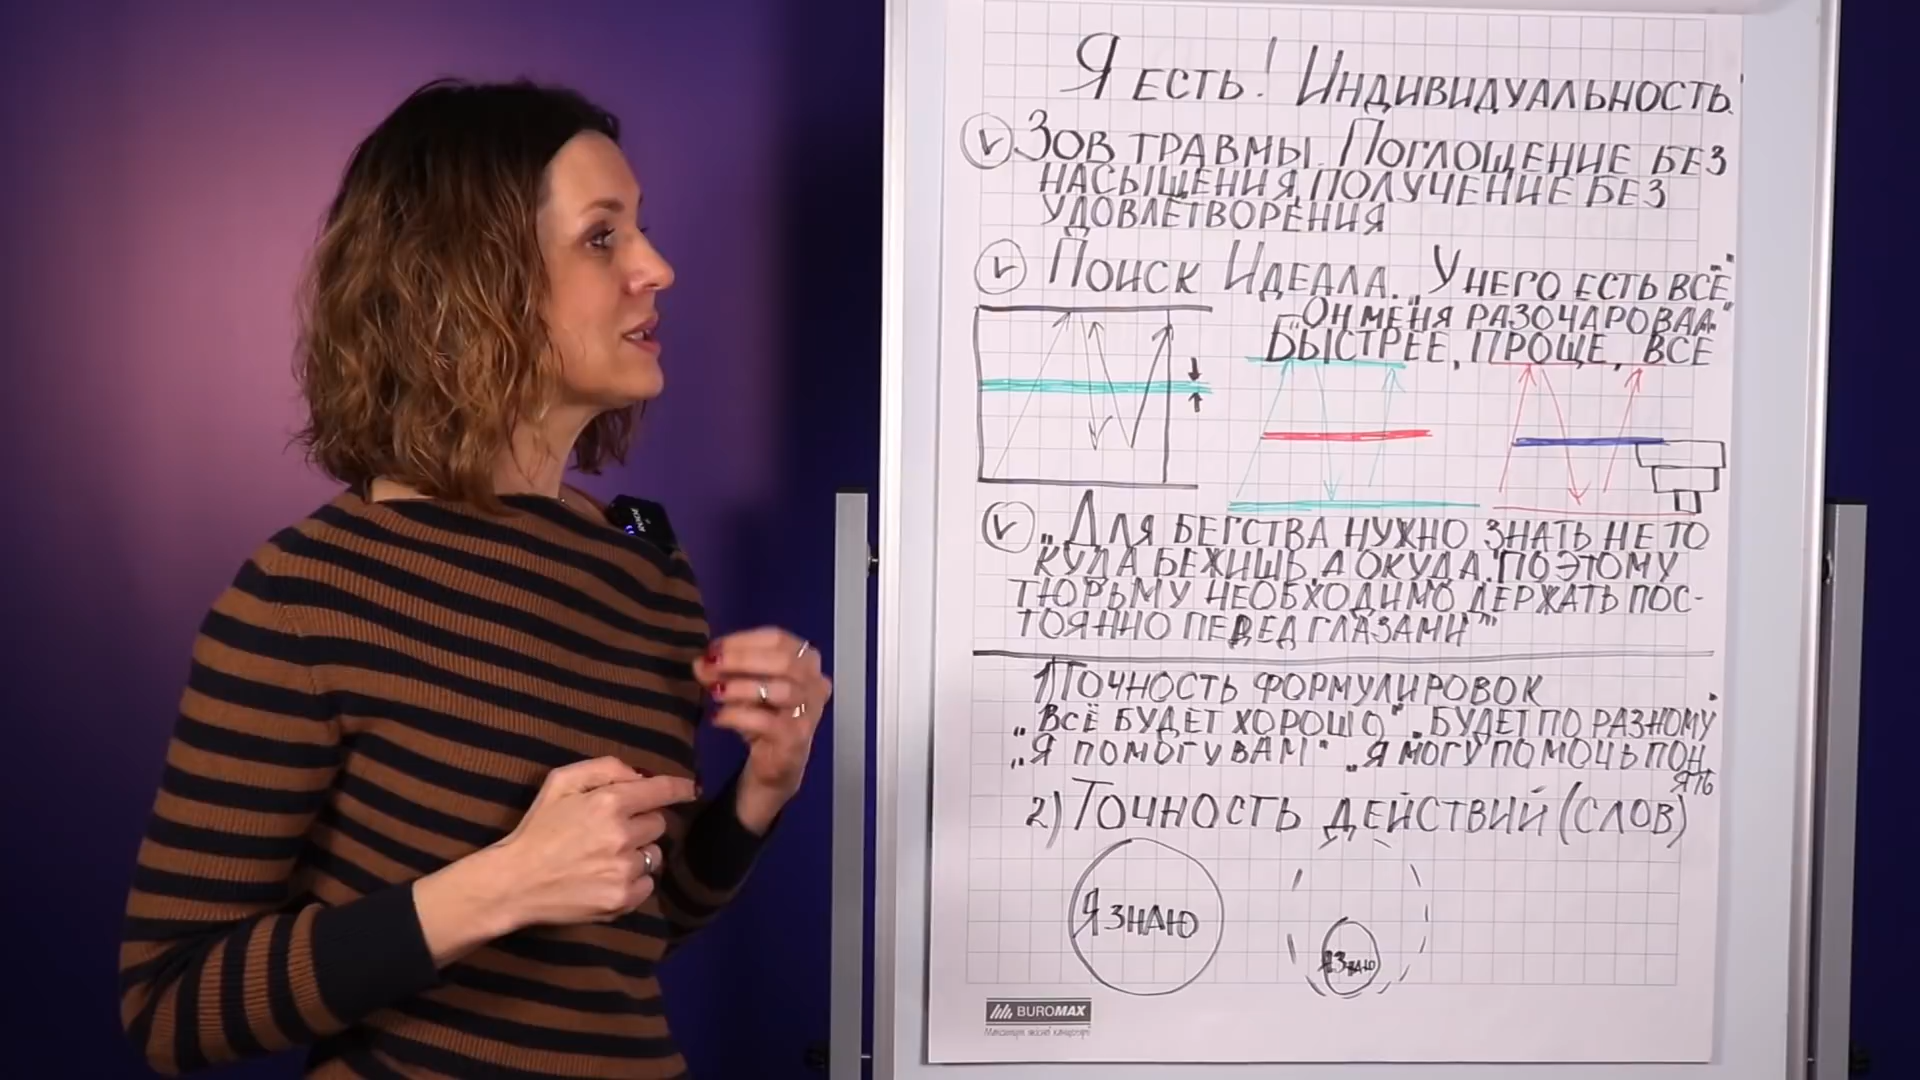 Я есть! Индивидуальность.
Зов травмы. Поглощение без
насыщения, получение без
удовлетворения
Поиск Идеала. „У него есть всё"
„Он меня разочаровал"
Быстрее, проще, всё
„Для бегства нужно знать не то
куда бежишь, а окуда. Поэтому
тюрьму необходимо держать пос-
тоянно перед глазами"
1) Точность формулировок
„Всё будет хорошо" „Будет по разному"
„Я помогу вам" „Я могу помочь пон
ять
2) Точность действий (слов)
Я знаю
Я знаю
BUROMAX
RODE